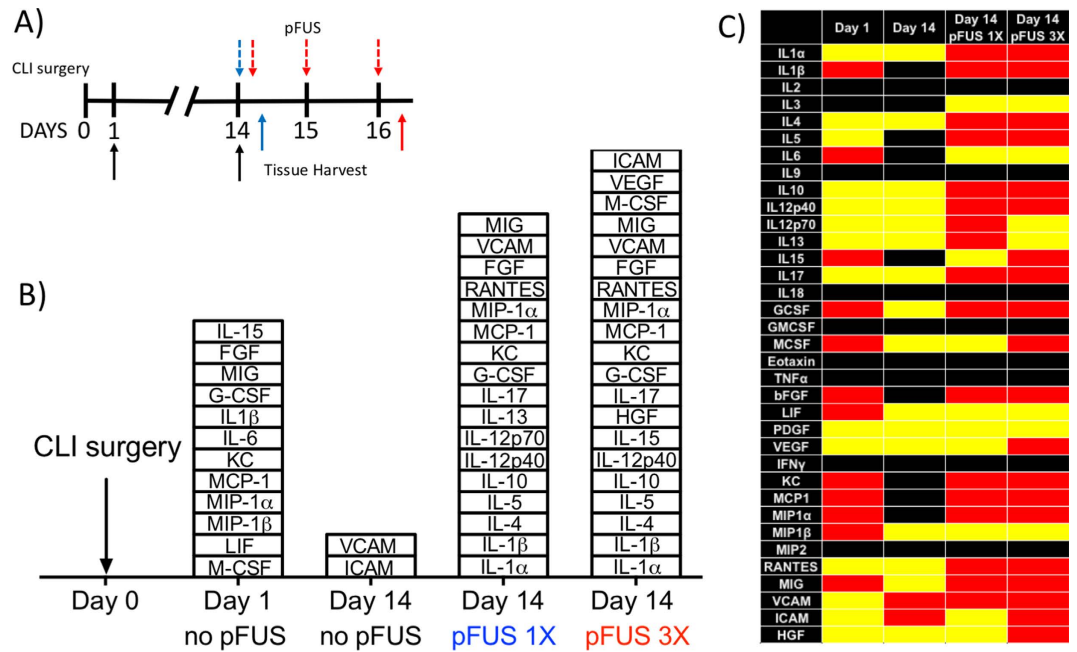 A)
pFUS
CLI surgery
DAYS 0 1 14 15 16
Tissue Harvest
B)
CLI surgery
IL-15
FGF
MIG
G-CSF
IL1β
IL-6
KC
MCP-1
MIP-1α
MIP-1β
LIF
M-CSF
VCAM
ICAM
MIG
VCAM
FGF
RANTES
MIP-1α
MCP-1
KC
G-CSF
IL-17
IL-13
IL-12p70
IL-12p40
IL-10
IL-5
IL-4
IL-1β
IL-1α
ICAM
VEGF
M-CSF
MIG
VCAM
FGF
RANTES
MIP-1α
MCP-1
KC
G-CSF
IL-17
HGF
IL-15
IL-12p40
IL-10
IL-5
IL-4
IL-1β
IL-1α
Day 0 Day 1 Day 14 Day 14 Day 14
no pFUS no pFUS pFUS 1X pFUS 3X
C)
Day 1 Day 14 Day 14 Day 14
pFUS 1X pFUS 3X
IL1α
IL1β
IL2
IL3
IL4
IL5
IL6
IL9
IL10
IL12p40
IL12p70
IL13
IL15
IL17
IL18
GCSF
GMCSF
MCSF
Eotaxin
TNFα
bFGF
LIF
PDGF
VEGF
IFNγ
KC
MCP1
MIP1α
MIP1β
MIP2
RANTES
MIG
VCAM
ICAM
HGF